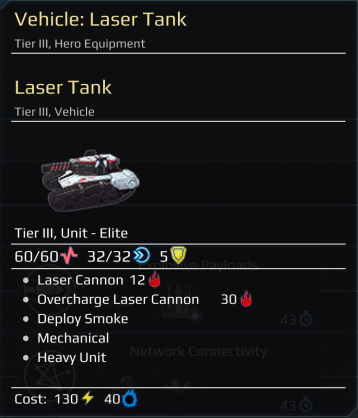 Vehicle: Laser Tank
Tier III, Hero Equipment
Laser Tank
Tier III, Vehicle
Tier III, Unit - Elite
60/60 32/32 5
Payloads
Laser Cannon 12
Overcharge Laser Cannon 30
Deploy Smoke 43
Mechanical
Network Connectivity
Heavy Unit
Cost: 130 40 43